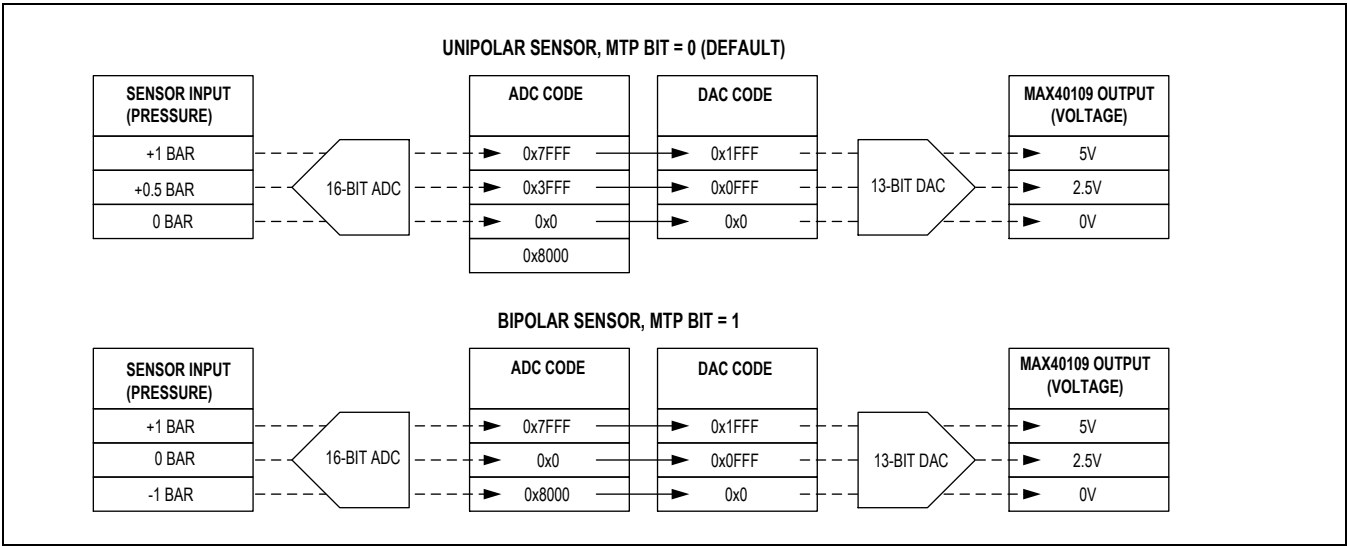 UNIPOLAR SENSOR, MTP BIT = 0 (DEFAULT)
SENSOR INPUT
(PRESSURE)
ADC CODE
DAC CODE
MAX40109 OUTPUT
(VOLTAGE)
+1 BAR
0x7FFF
0x1FFF
5V
+0.5 BAR
16-BIT ADC
0x3FFF
0x0FFF
13-BIT DAC
2.5V
0 BAR
0x0
0x0
0V
0x8000
BIPOLAR SENSOR, MTP BIT = 1
SENSOR INPUT
(PRESSURE)
ADC CODE
DAC CODE
MAX40109 OUTPUT
(VOLTAGE)
+1 BAR
0x7FFF
0x1FFF
5V
0 BAR
16-BIT ADC
0x0
0x0FFF
13-BIT DAC
2.5V
-1 BAR
0x8000
0x0
0V